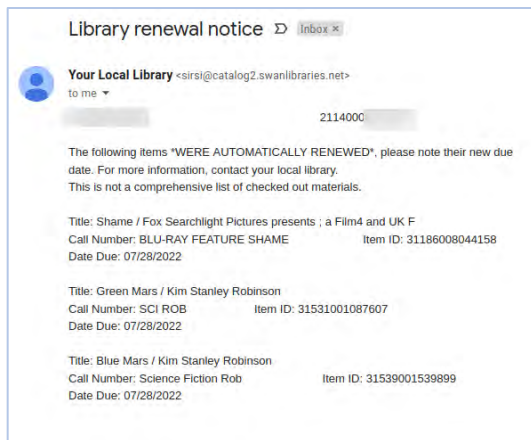 Library renewal notice Inbox ×
Your Local Library <sirsi@catalog2.swanlibraries.net>
to me
2114000
The following items *WERE AUTOMATICALLY RENEWED*, please note their new due
date. For more information, contact your local library.
This is not a comprehensive list of checked out materials.
Title: Shame / Fox Searchlight Pictures presents ; a Film4 and UK F
Call Number: BLU-RAY FEATURE SHAME Item ID: 31186008044158
Date Due: 07/28/2022
Title: Green Mars / Kim Stanley Robinson
Call Number: SCI ROB Item ID: 31531001087607
Date Due: 07/28/2022
Title: Blue Mars / Kim Stanley Robinson
Call Number: Science Fiction Rob Item ID: 31539001539899
Date Due: 07/28/2022